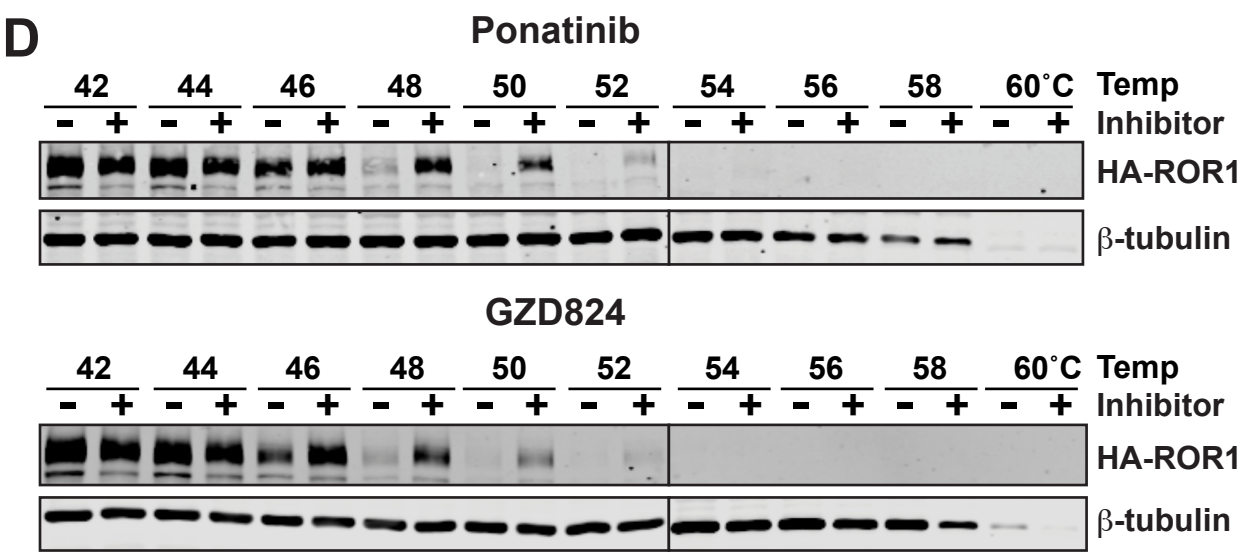 D
Ponatinib
42 44 46 48 50 52 54 56 58 60˚C Temp
- + - + - + - + - + - + - + - + - + - + Inhibitor
HA-ROR1
β-tubulin
GZD824
42 44 46 48 50 52 54 56 58 60˚C Temp
- + - + - + - + - + - + - + - + - + - + Inhibitor
HA-ROR1
β-tubulin